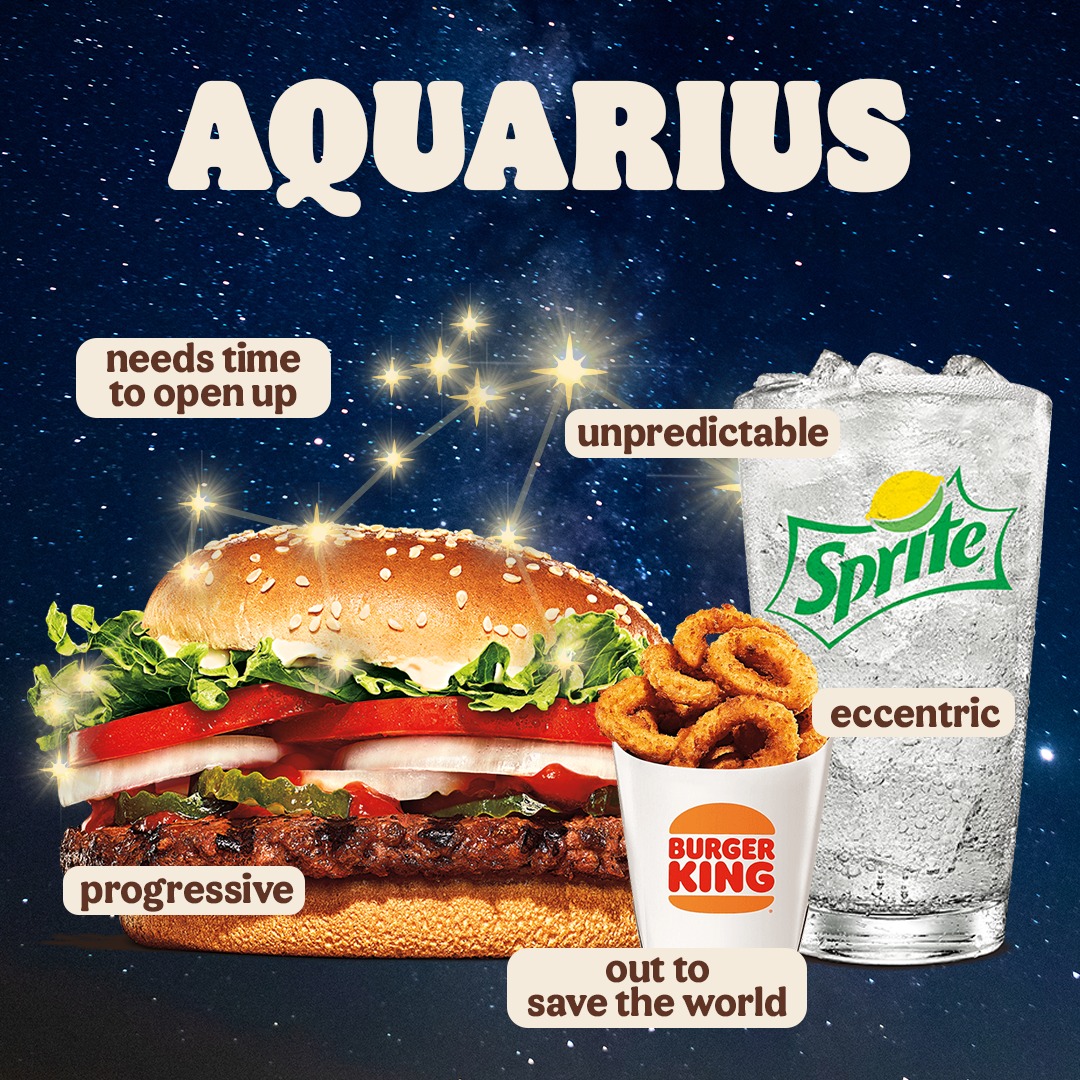 AQUARIUS
needs time
to open up
unpredictable
Sprite
eccentric
BURGER
KING
progressive
out to
save the world